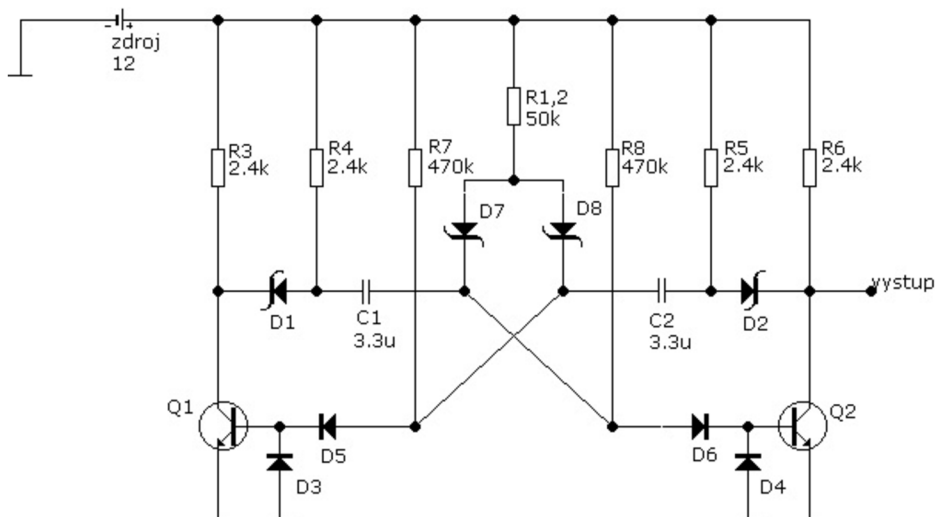 zdroj
12
R1,2
50k
R3
2.4k
R4
2.4k
R7
470k
R8
470k
R5
2.4k
R6
2.4k
D7
D8
vystup
D1
C1
3.3u
C2
3.3u
D2
Q1
Q2
D5
D3
D6
D4